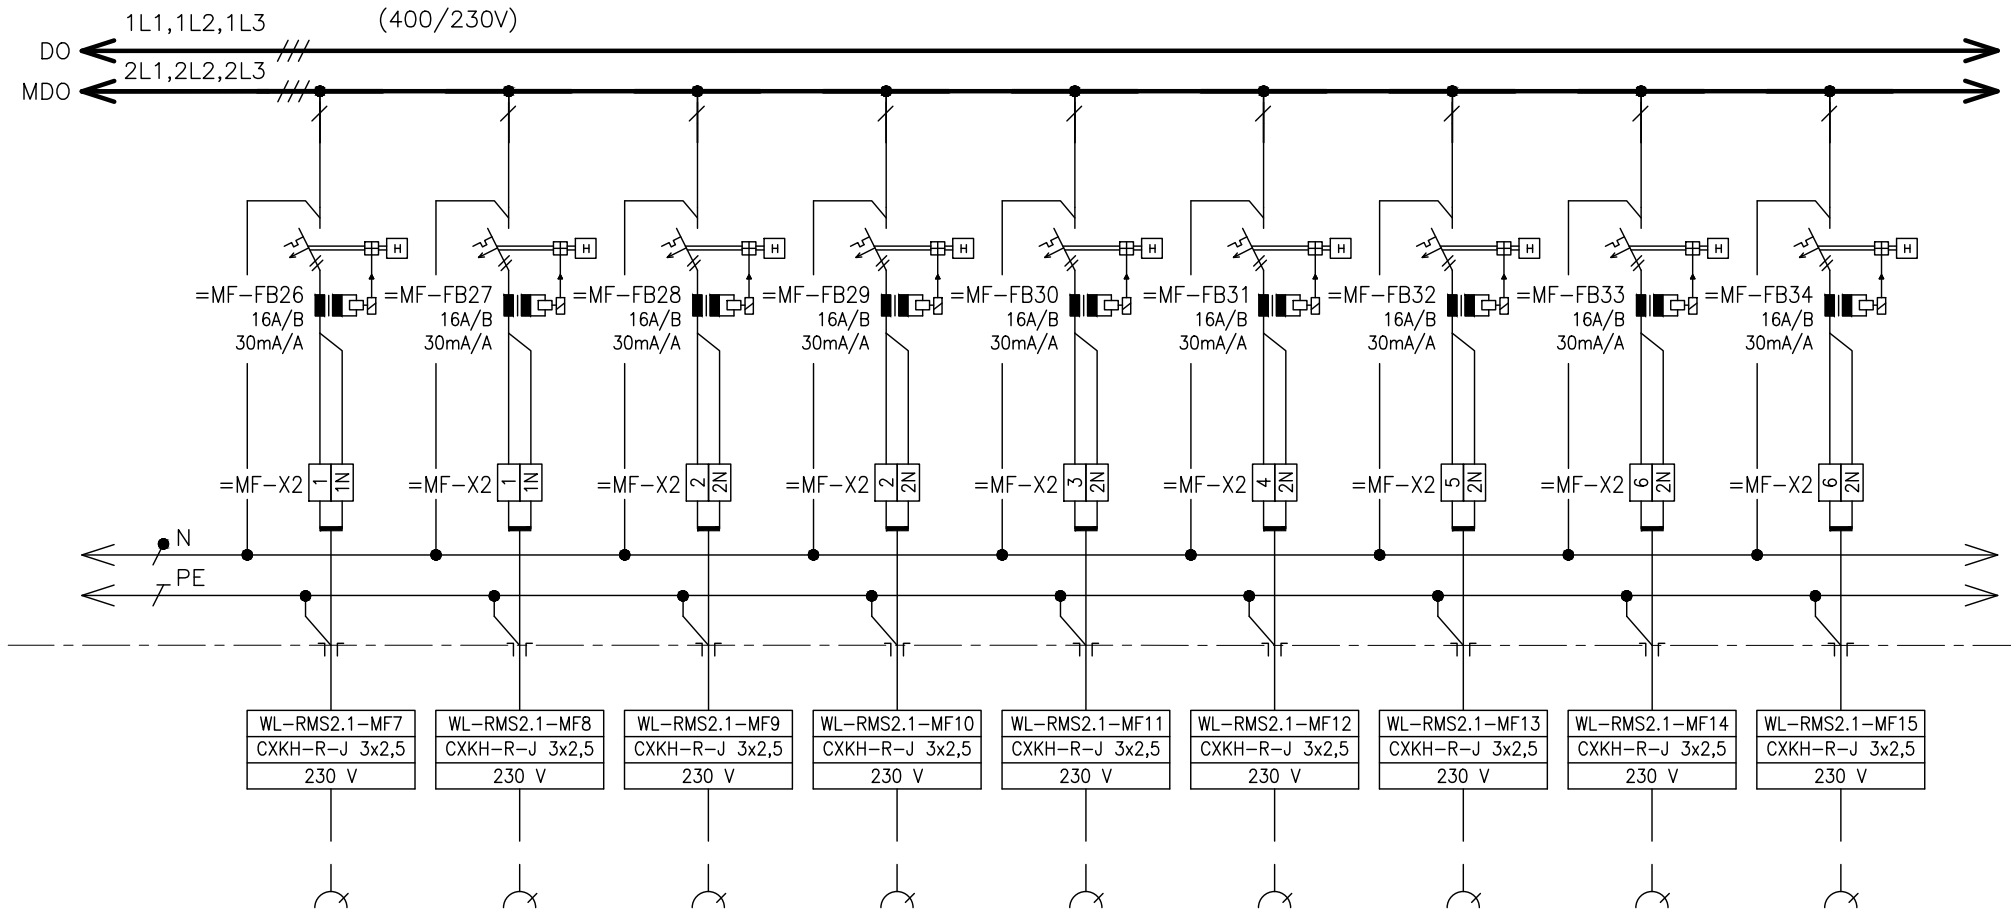 1L1,1L2,1L3 (400/230V)
DO
2L1,2L2,2L3
MDO
H H H H H H H H H
=MF-FB26 =MF-FB27 =MF-FB28 =MF-FB29 =MF-FB30 =MF-FB31 =MF-FB32 =MF-FB33 =MF-FB34
16A/B 16A/B 16A/B 16A/B 16A/B 16A/B 16A/B 16A/B 16A/B
30mA/A 30mA/A 30mA/A 30mA/A 30mA/A 30mA/A 30mA/A 30mA/A 30mA/A
=MF-X2 1 1N =MF-X2 1 1N =MF-X2 2 2N =MF-X2 2 2N =MF-X2 3 2N =MF-X2 4 2N =MF-X2 5 2N =MF-X2 6 2N =MF-X2 6 2N
N
PE
WL-RMS2.1-MF7 WL-RMS2.1-MF8 WL-RMS2.1-MF9 WL-RMS2.1-MF10 WL-RMS2.1-MF11 WL-RMS2.1-MF12 WL-RMS2.1-MF13 WL-RMS2.1-MF14 WL-RMS2.1-MF15
CXKH-R-J 3x2,5 CXKH-R-J 3x2,5 CXKH-R-J 3x2,5 CXKH-R-J 3x2,5 CXKH-R-J 3x2,5 CXKH-R-J 3x2,5 CXKH-R-J 3x2,5 CXKH-R-J 3x2,5 CXKH-R-J 3x2,5
230 V 230 V 230 V 230 V 230 V 230 V 230 V 230 V 230 V